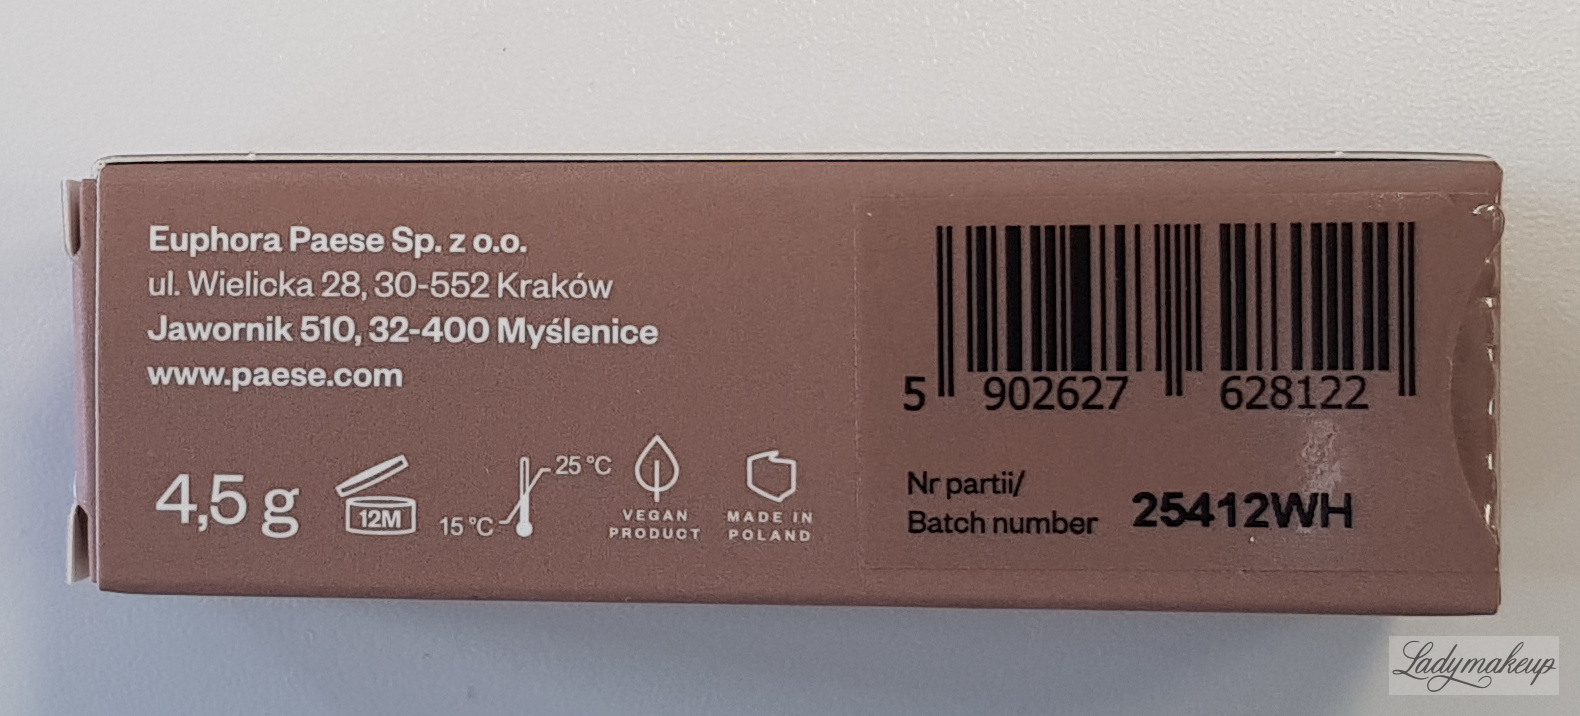 Euphora Paese Sp. z o.o.
ul. Wielicka 28, 30-552 Kraków
Jawornik 510, 32-400 Myślenice
www.paese.com
4,5 g
12M
15 °C
25 °C
VEGAN
PRODUCT
MADE IN
POLAND
5 902627 628122
Nr partii/
Batch number 25412WH
Ladymakeup